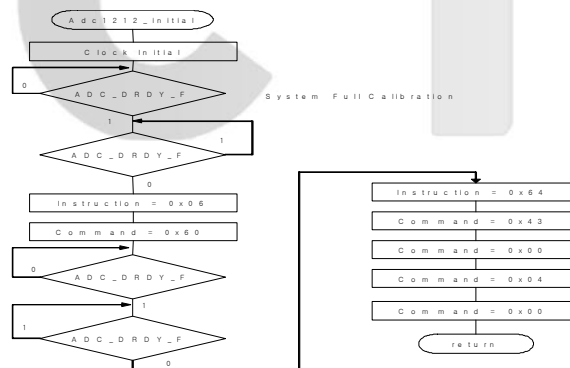 Adc1212_initial
Clock Initial
0
ADC_DRDY_F
System Full Calibration
1
1
ADC_DRDY_F
0
Instruction = 0x06
Command = 0x60
0
ADC_DRDY_F
1
1
ADC_DRDY_F
0
Instruction = 0x64
Command = 0x43
Command = 0x00
Command = 0x04
Command = 0x00
return